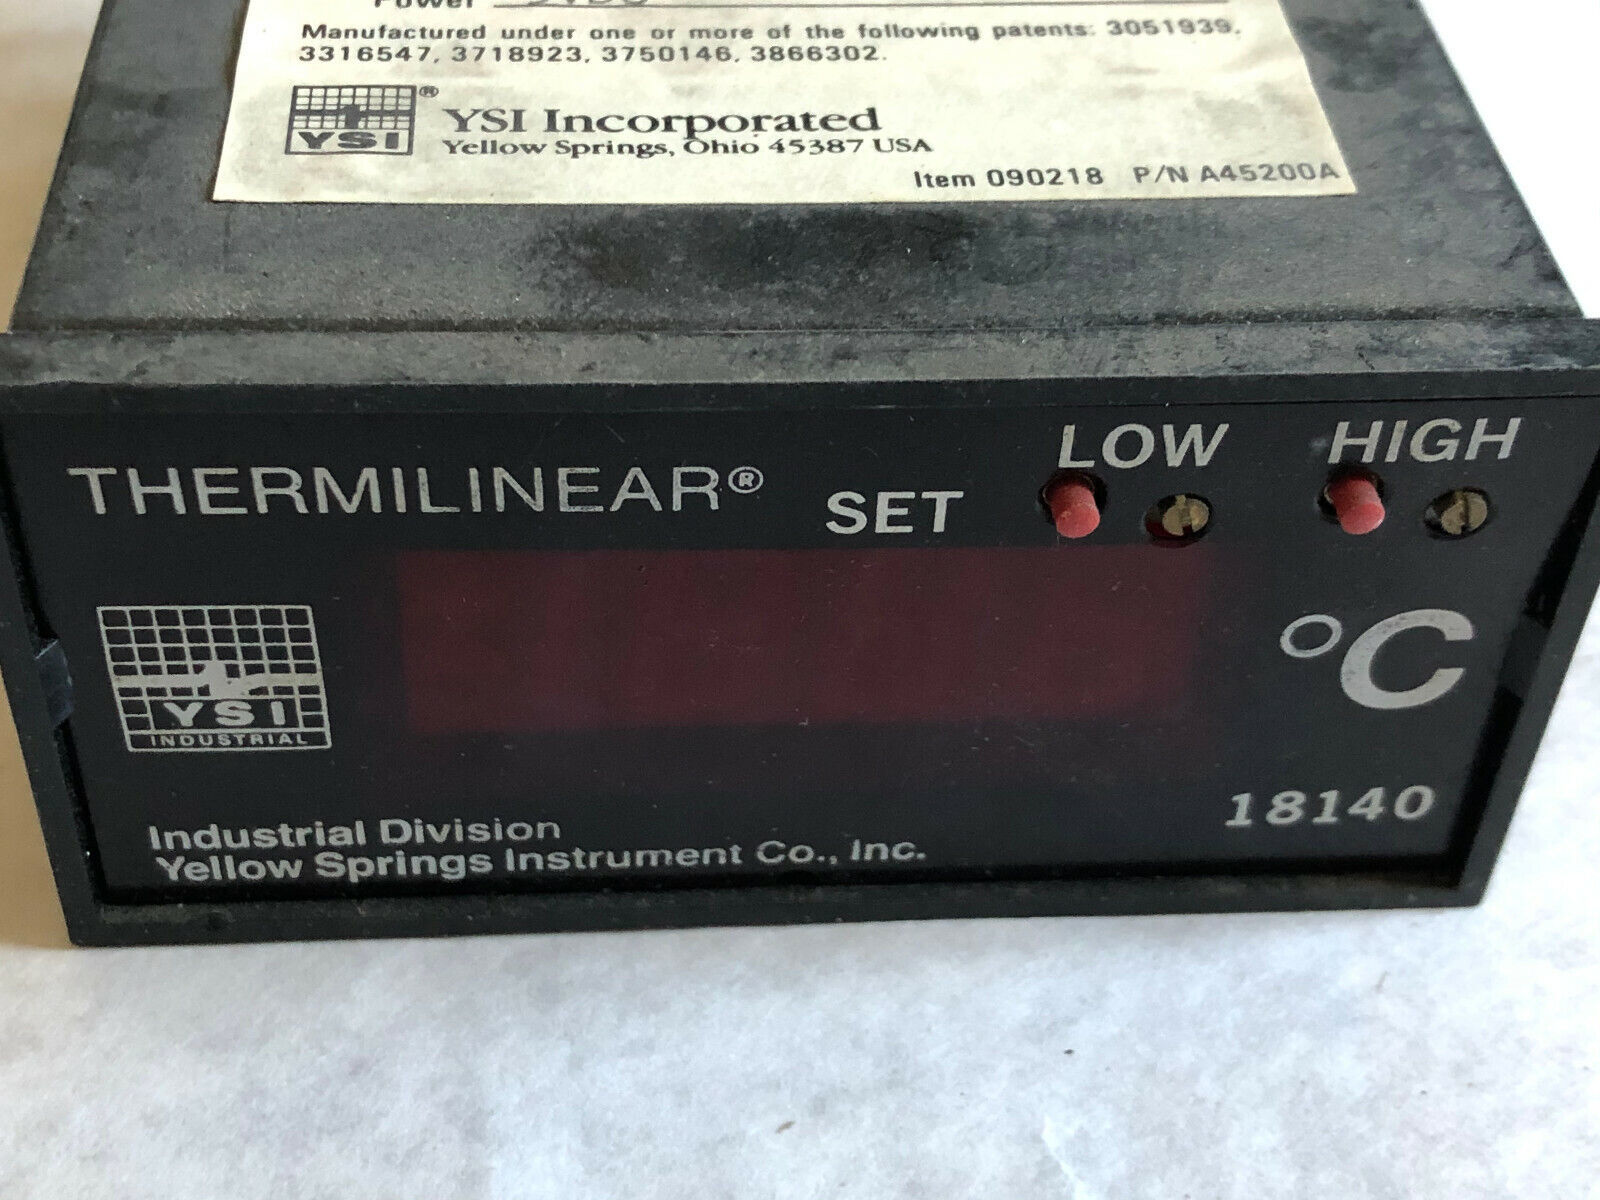 Power 5VDC
Manufactured under one or more of the following patents: 3051939,
3316547, 3718923, 3750146, 3866302.
YSI ®
YSI Incorporated
Yellow Springs, Ohio 45387 USA
Item 090218 P/N A45200A
LOW HIGH
THERMILINEAR® SET
°C
YSI
INDUSTRIAL
18140
Industrial Division
Yellow Springs Instrument Co., Inc.